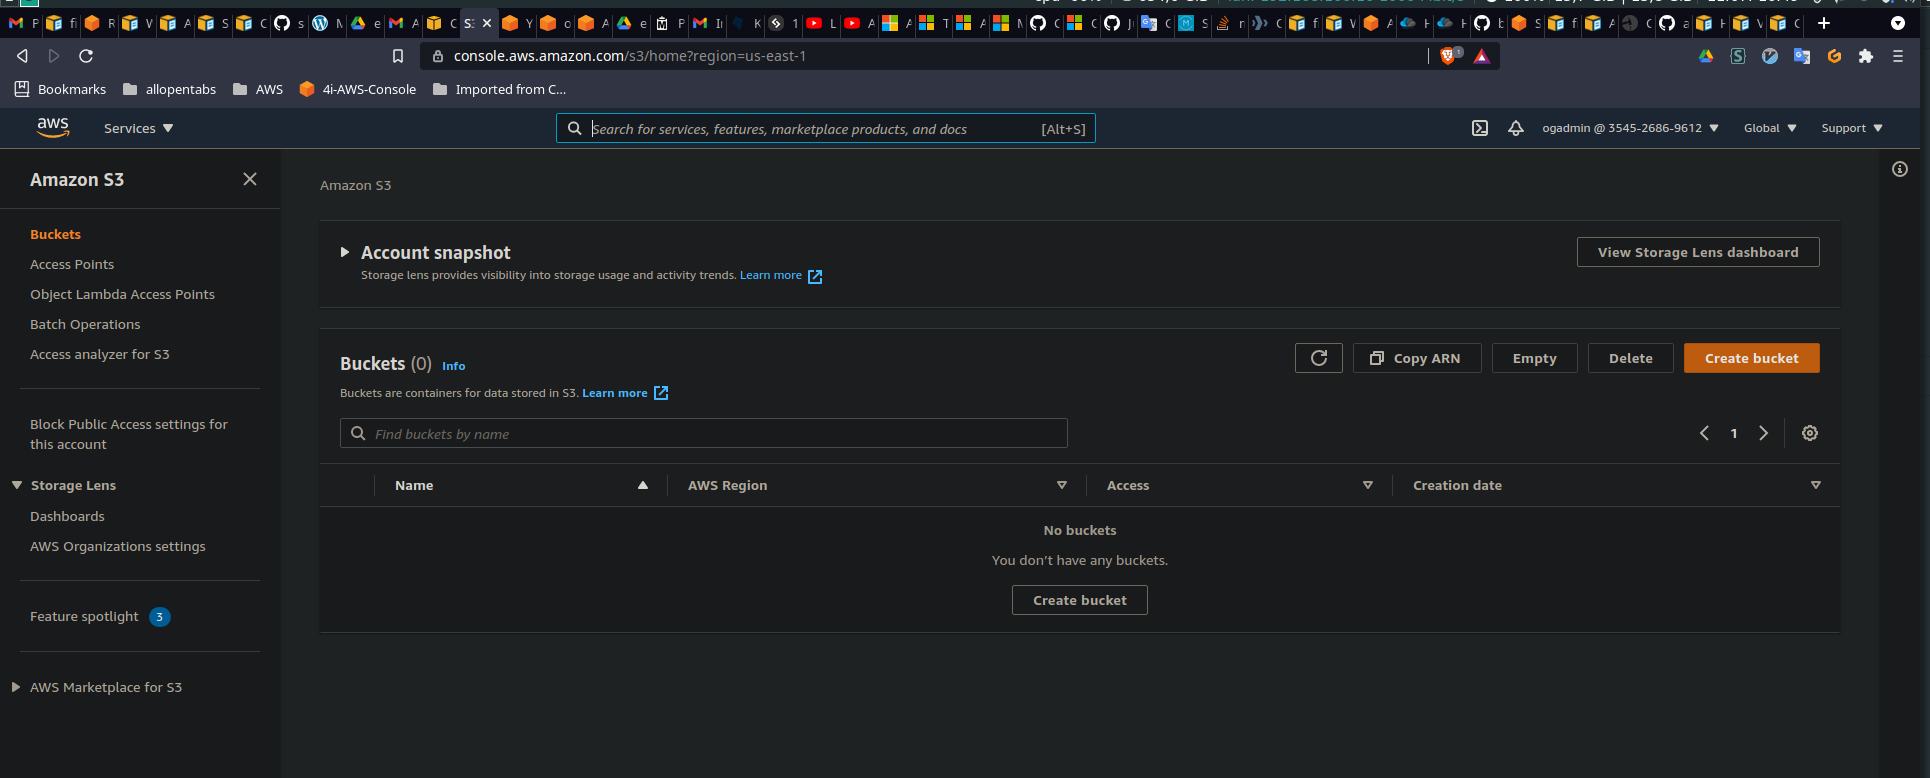 console.aws.amazon.com/s3/home?region=us-east-1
Bookmarks allopentabs AWS 4i-AWS-Console Imported from C...
aws Services Search for services, features, marketplace products, and docs [Alt+S] ogadmin @ 3545-2686-9612 Global Support
Amazon S3
Buckets
Access Points
Object Lambda Access Points
Batch Operations
Access analyzer for S3
Block Public Access settings for
this account
Storage Lens
Dashboards
AWS Organizations settings
Feature spotlight 3
AWS Marketplace for S3
Amazon S3
Account snapshot
Storage lens provides visibility into storage usage and activity trends. Learn more
View Storage Lens dashboard
Buckets (0) Info
Buckets are containers for data stored in S3. Learn more
Copy ARN Empty Delete Create bucket
Find buckets by name
1
Name AWS Region Access Creation date
No buckets
You don't have any buckets.
Create bucket